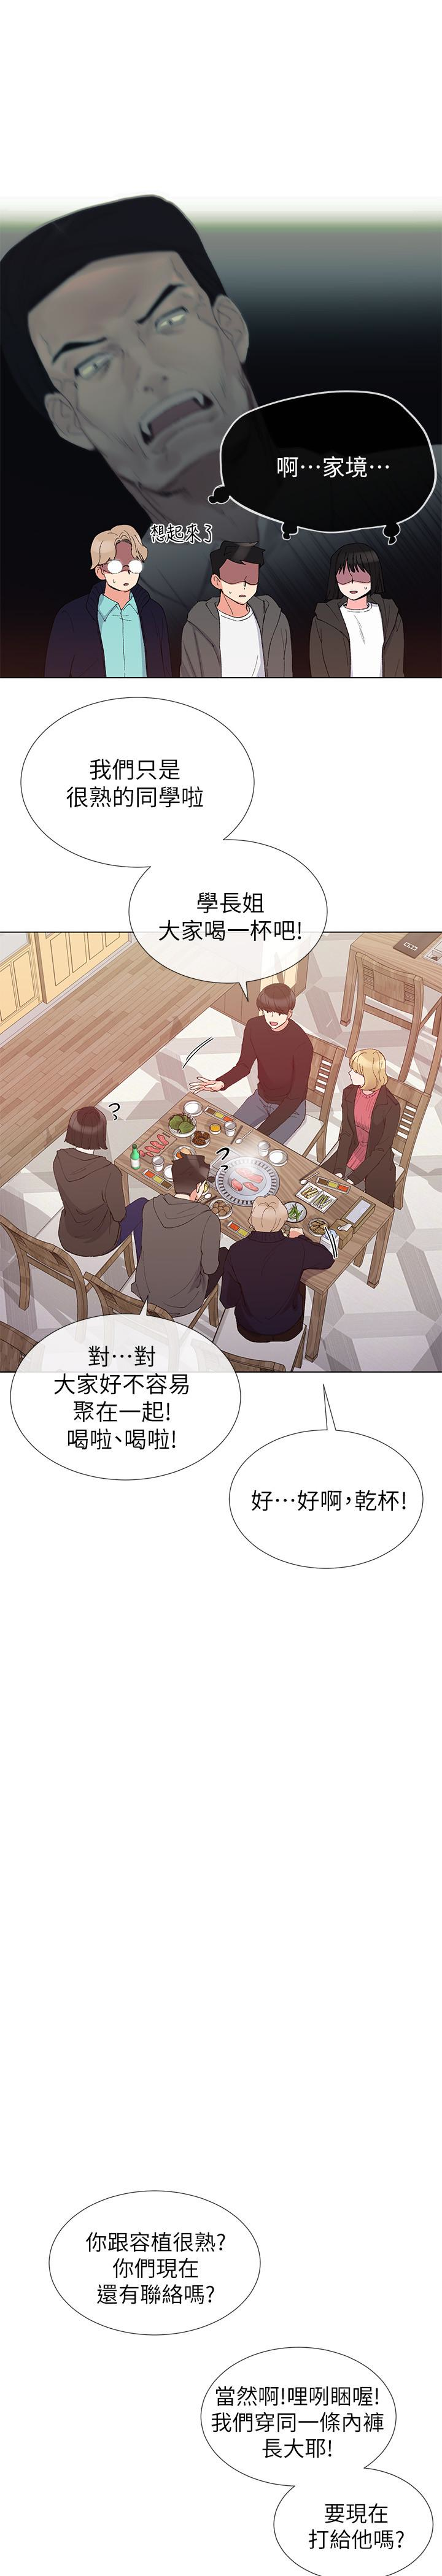 啊⋯家境⋯
想起來了
我們只是
很熟的同學啦
學長姐
大家喝一杯吧!
?
?
對⋯對
大家好不容易
聚在一起!
喝啦、喝啦!
好⋯好啊,乾杯!
你跟容植很熟?
你們現在
還有聯絡嗎?
當然啊!哩咧睏喔!
我們穿同一條內褲
長大耶!
要現在
打給他嗎?